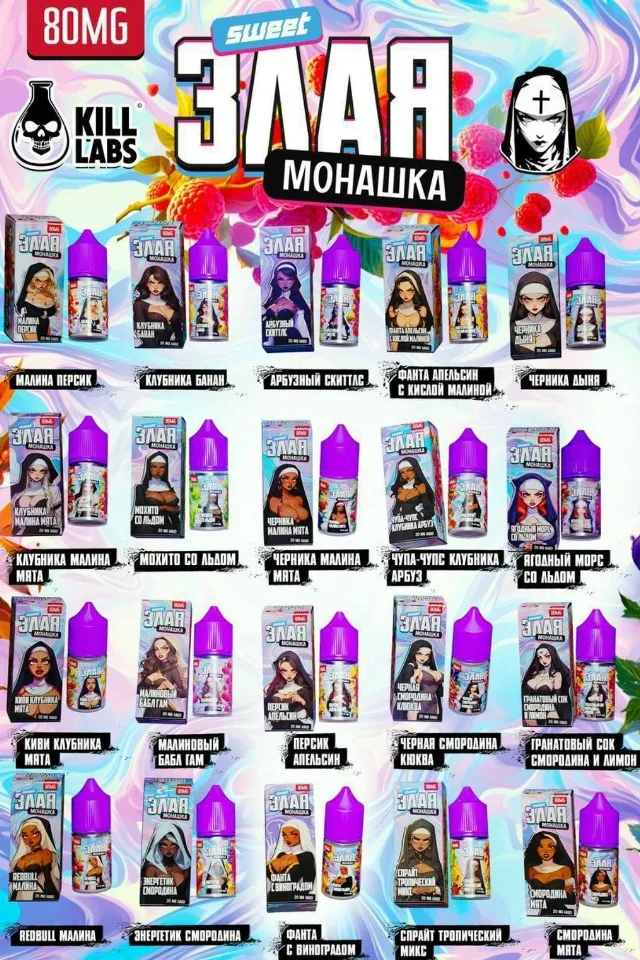 80MG
sweet
ЗЛАЯ
МОНАШКА
KILL
LABS
МАЛИНА ПЕРСИК
КЛУБНИКА БАНАН
АРБУЗНЫЙ СКИТТЛС
ФАНТА АПЕЛЬСИН
С КИСЛОЙ МАЛИНОЙ
ЧЕРНИКА ДЫНЯ
КЛУБНИКА МАЛИНА
МЯТА
МОХИТО СО ЛЬДОМ
ЧЕРНИКА МАЛИНА
МЯТА
ЧУПА-ЧУПС КЛУБНИКА
АРБУЗ
ЯГОДНЫЙ МОРС
СО ЛЬДОМ
КИВИ КЛУБНИКА
МЯТА
МАЛИНОВЫЙ
БАБЛ ГАМ
ПЕРСИК
АПЕЛЬСИН
ЧЕРНАЯ СМОРОДИНА
КЮКВА
ГРАНАТОВЫЙ СОК
СМОРОДИНА И ЛИМОН
REDBULL МАЛИНА
ЭНЕРГЕТИК СМОРОДИНА
ФАНТА
С ВИНОГРАДОМ
СПРАЙТ ТРОПИЧЕСКИЙ
МИКС
СМОРОДИНА
МЯТА